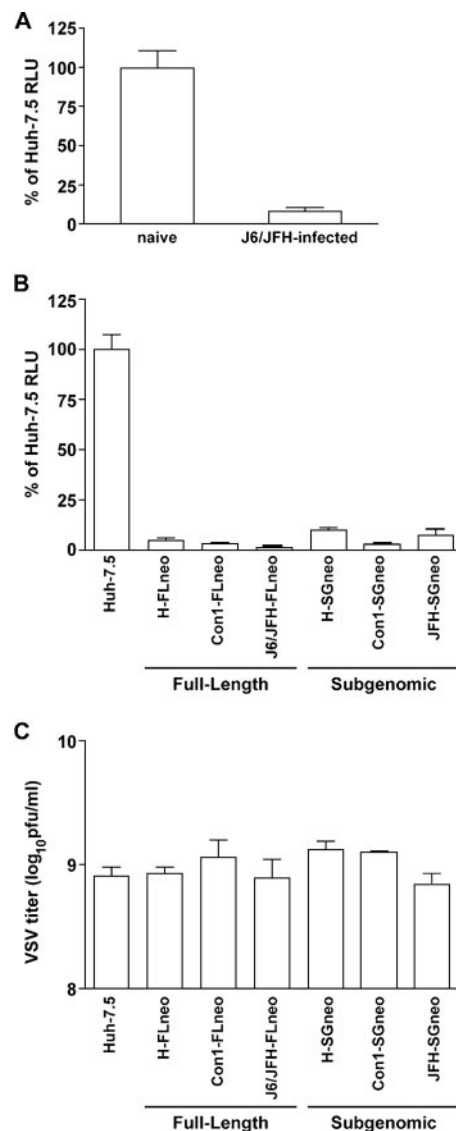 A
% of Huh-7.5 RLU
125
100
75
50
25
0
naive
J6/JFH-infected
B
% of Huh-7.5 RLU
125
100
75
50
25
0
Huh-7.5
H-FLneo
Con1-FLneo
J6/JFH-FLneo
H-SGneo
Con1-SGneo
JFH-SGneo
Full-Length
Subgenomic
C
VSV titer (log10pfu/ml)
10
9
8
Huh-7.5
H-FLneo
Con1-FLneo
J6/JFH-FLneo
H-SGneo
Con1-SGneo
JFH-SGneo
Full-Length
Subgenomic